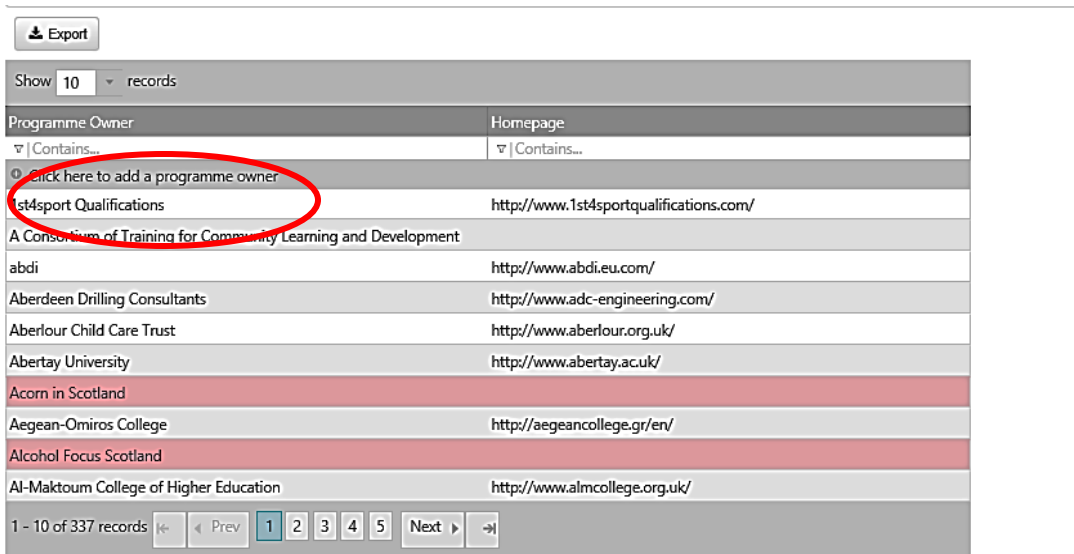 Export
Show 10 records
Programme Owner Homepage
Contains... Contains...
Click here to add a programme owner
1st4sport Qualifications http://www.1st4sportqualifications.com/
A Consortium of Training for Community Learning and Development
abdi http://www.abdi.eu.com/
Aberdeen Drilling Consultants http://www.adc-engineering.com/
Aberlour Child Care Trust http://www.aberlour.org.uk/
Abertay University http://www.abertay.ac.uk/
Acorn in Scotland
Aegean-Omiros College http://aegeancollege.gr/en/
Alcohol Focus Scotland
Al-Maktoum College of Higher Education http://www.almcollege.org.uk/
1 - 10 of 337 records Prev 1 2 3 4 5 Next